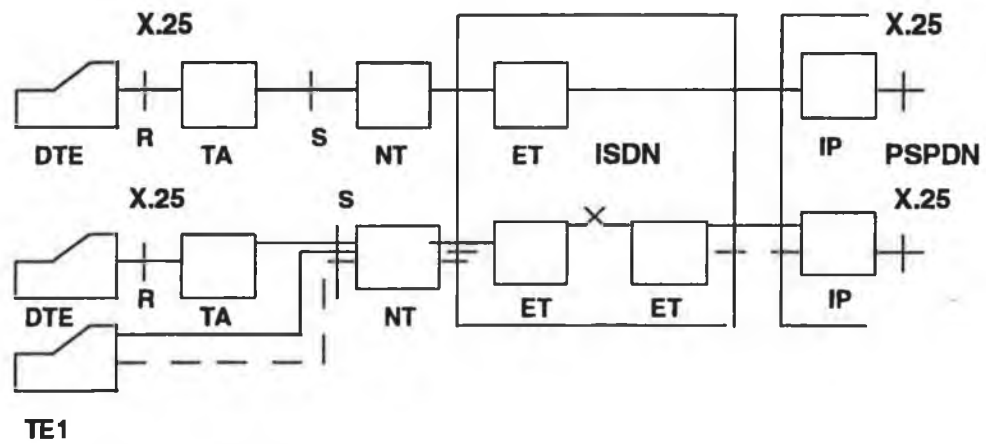 X.25 X.25
DTE R TA S NT ET ISDN IP PSPDN
X.25 S X.25
DTE R TA NT ET ET IP
TE1